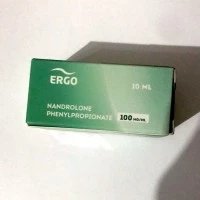 ERGO
10 ML
NANDROLONE
PHENYLPROPIONATE 100 MG/ML